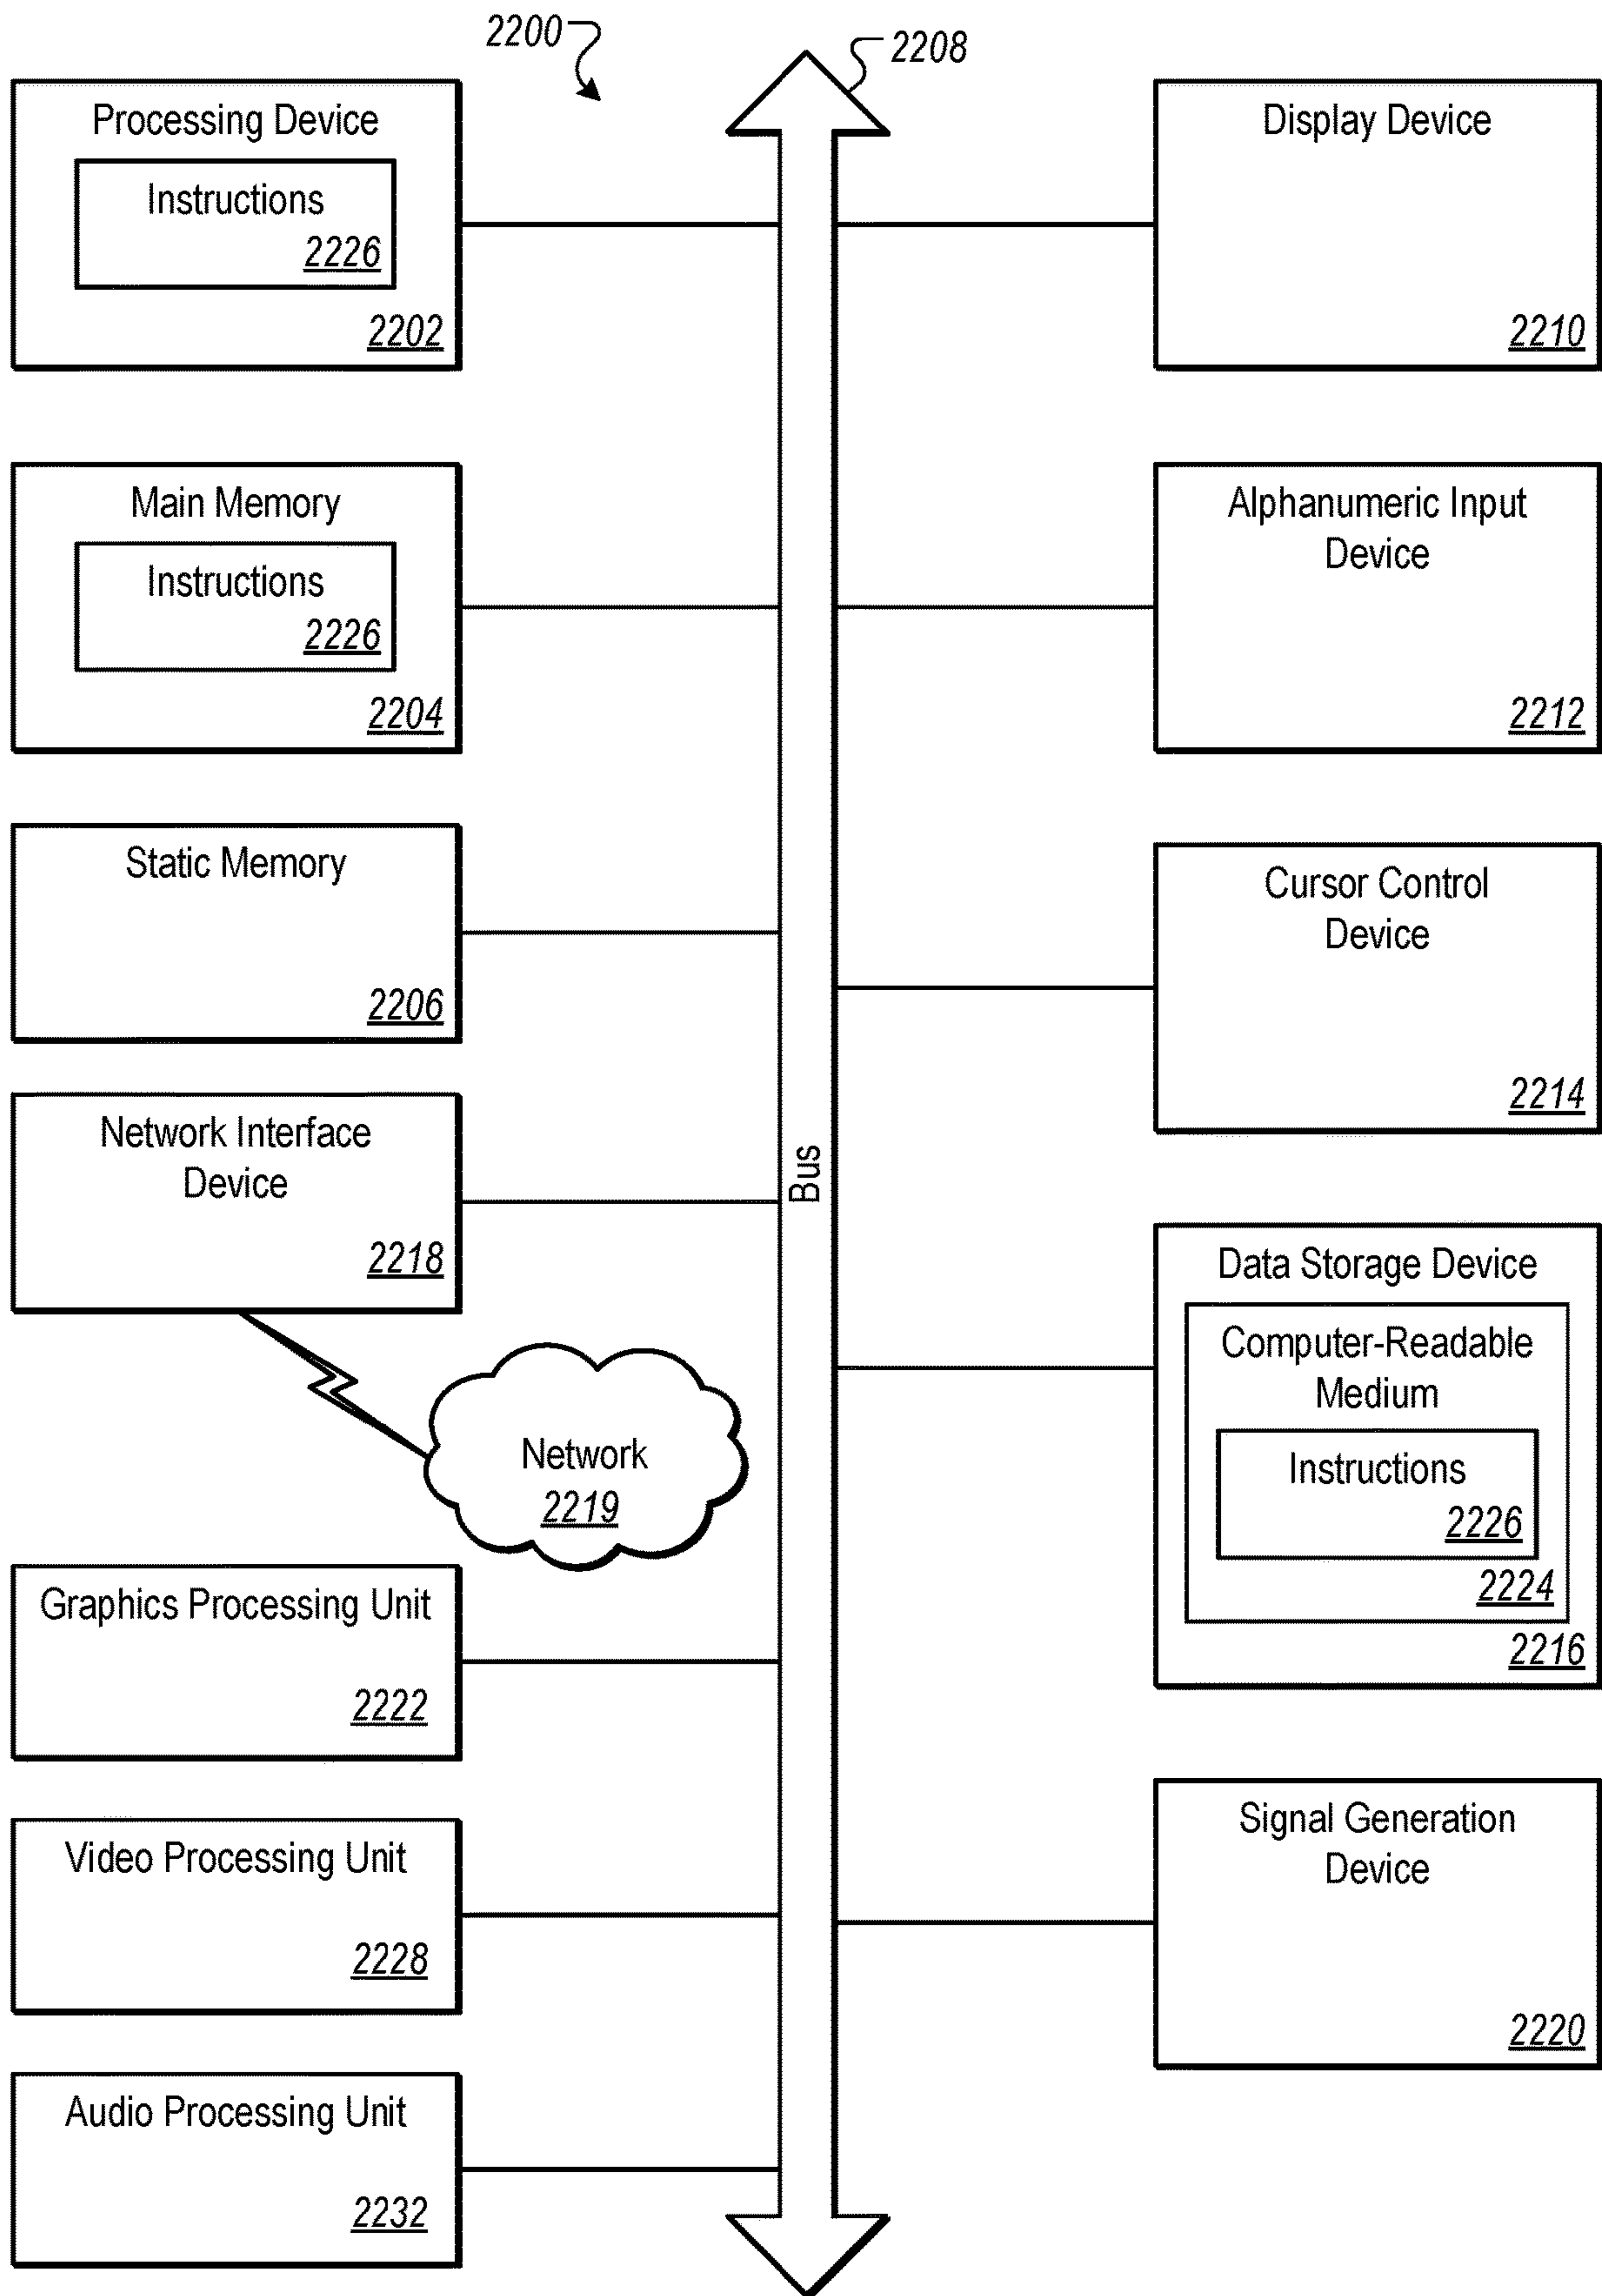 2200
2208
Processing Device
Instructions
2226
2202
Main Memory
Instructions
2226
2204
Static Memory
2206
Network Interface
Device
2218
Network
2219
Graphics Processing Unit
2222
Video Processing Unit
2228
Audio Processing Unit
2232
Bus
Display Device
2210
Alphanumeric Input
Device
2212
Cursor Control
Device
2214
Data Storage Device
Computer-Readable
Medium
Instructions
2226
2224
2216
Signal Generation
Device
2220